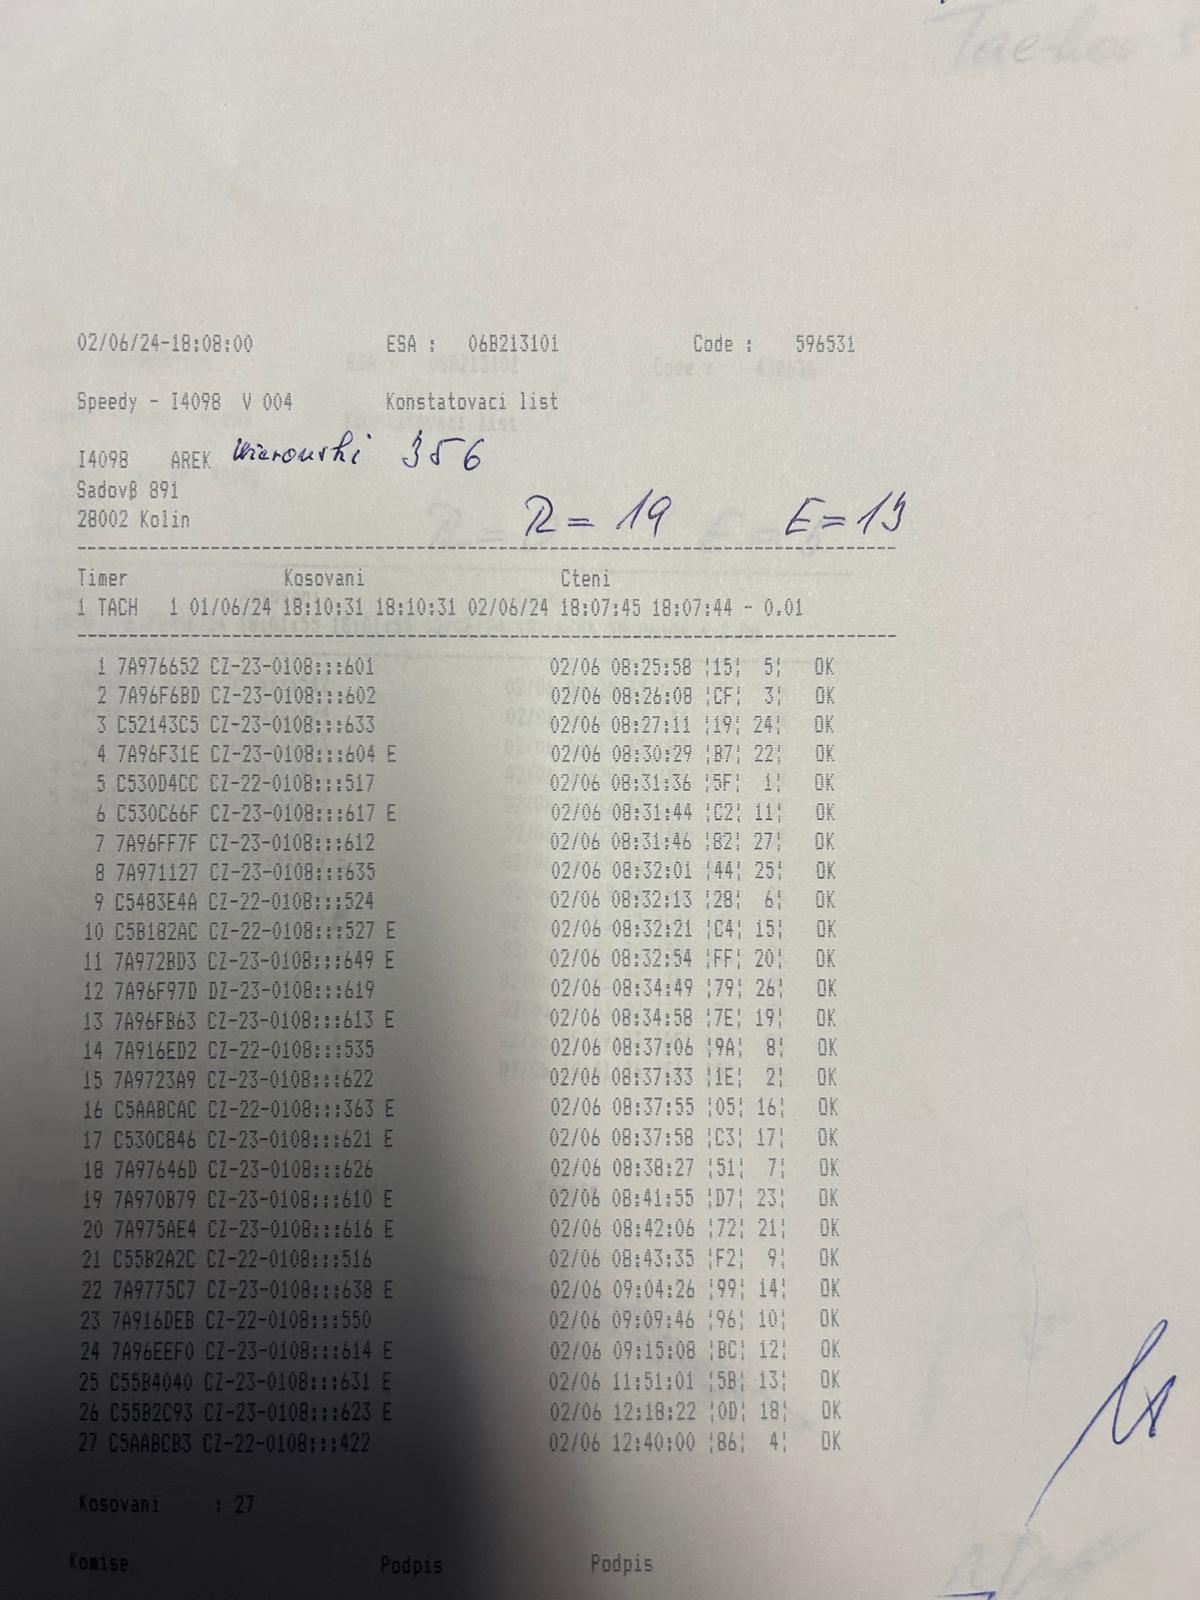 02/06/24-18:08:00 ESA : 06B213101 Code : 596531
Speedy - I4098 V 004 Konstatovaci list
I4098 AREK 356
Sadovß 891
28002 Kolin R = 19 E = 13
Timer Kosovani Cteni
1 TACH 1 01/06/24 18:10:31 18:10:31 02/06/24 18:07:45 18:07:44 - 0.01
1 7A976652 CZ-23-0108:::601 02/06 08:25:58 ¦15¦ 5¦ OK
2 7A96F6BD CZ-23-0108:::602 02/06 08:26:08 ¦CF¦ 3¦ OK
3 C52143C5 CZ-23-0108:::633 02/06 08:27:11 ¦19¦ 24¦ OK
4 7A96F31E CZ-23-0108:::604 E 02/06 08:30:29 ¦B7¦ 22¦ OK
5 C530D4CC CZ-22-0108:::517 02/06 08:31:36 ¦5F¦ 1¦ OK
6 C530C66F CZ-23-0108:::617 E 02/06 08:31:44 ¦C2¦ 11¦ OK
7 7A96FF7F CZ-23-0108:::612 02/06 08:31:46 ¦82¦ 27¦ OK
8 7A971127 CZ-23-0108:::635 02/06 08:32:01 ¦44¦ 25¦ OK
9 C5483E4A CZ-22-0108:::524 02/06 08:32:13 ¦28¦ 6¦ OK
10 C5B182AC CZ-22-0108:::527 E 02/06 08:32:21 ¦C4¦ 15¦ OK
11 7A972BD3 CZ-23-0108:::649 E 02/06 08:32:54 ¦FF¦ 20¦ OK
12 7A96F97D DZ-23-0108:::619 02/06 08:34:49 ¦79¦ 26¦ OK
13 7A96FB63 CZ-23-0108:::613 E 02/06 08:34:58 ¦7E¦ 19¦ OK
14 7A916ED2 CZ-22-0108:::535 02/06 08:37:06 ¦9A¦ 8¦ OK
15 7A9723A9 CZ-23-0108:::622 02/06 08:37:33 ¦1E¦ 2¦ OK
16 C5AABCAC CZ-22-0108:::363 E 02/06 08:37:55 ¦05¦ 16¦ OK
17 C530C846 CZ-23-0108:::621 E 02/06 08:37:58 ¦C3¦ 17¦ OK
18 7A97646D CZ-23-0108:::626 02/06 08:38:27 ¦51¦ 7¦ OK
19 7A970B79 CZ-23-0108:::610 E 02/06 08:41:55 ¦D7¦ 23¦ OK
20 7A975AE4 CZ-23-0108:::616 E 02/06 08:42:06 ¦72¦ 21¦ OK
21 C55B2A2C CZ-22-0108:::516 02/06 08:43:35 ¦F2¦ 9¦ OK
22 7A9775C7 CZ-23-0108:::638 E 02/06 09:04:26 ¦99¦ 14¦ OK
23 7A916DEB CZ-22-0108:::550 02/06 09:09:46 ¦96¦ 10¦ OK
24 7A96EEF0 CZ-23-0108:::614 E 02/06 09:15:08 ¦BC¦ 12¦ OK
25 C55B4040 CZ-23-0108:::631 E 02/06 11:51:01 ¦5B¦ 13¦ OK
26 C55B2C93 CZ-23-0108:::623 E 02/06 12:18:22 ¦0D¦ 18¦ OK
27 C5AABCB3 CZ-22-0108:::422 02/06 12:40:00 ¦86¦ 4¦ OK
Kosovani : 27
Komise Podpis Podpis